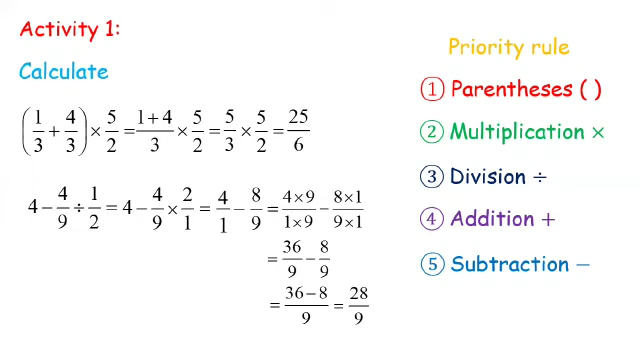 Activity 1:
Calculate
(1/3 + 4/3) × 5/2 = (1+4)/3 × 5/2 = 5/3 × 5/2 = 25/6
4 − 4/9 ÷ 1/2 = 4 − 4/9 × 2/1 = 4/1 − 8/9 = (4×9)/(1×9) − (8×1)/(9×1)
= 36/9 − 8/9
= (36−8)/9 = 28/9
Priority rule
① Parentheses ( )
② Multiplication ×
③ Division ÷
④ Addition +
⑤ Subtraction −